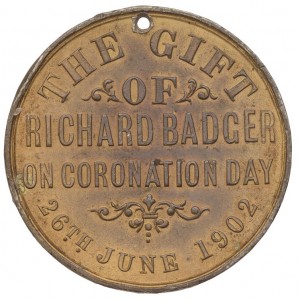 THE GIFT
OF
RICHARD BADGER
ON CORONATION DAY
26TH JUNE 1902